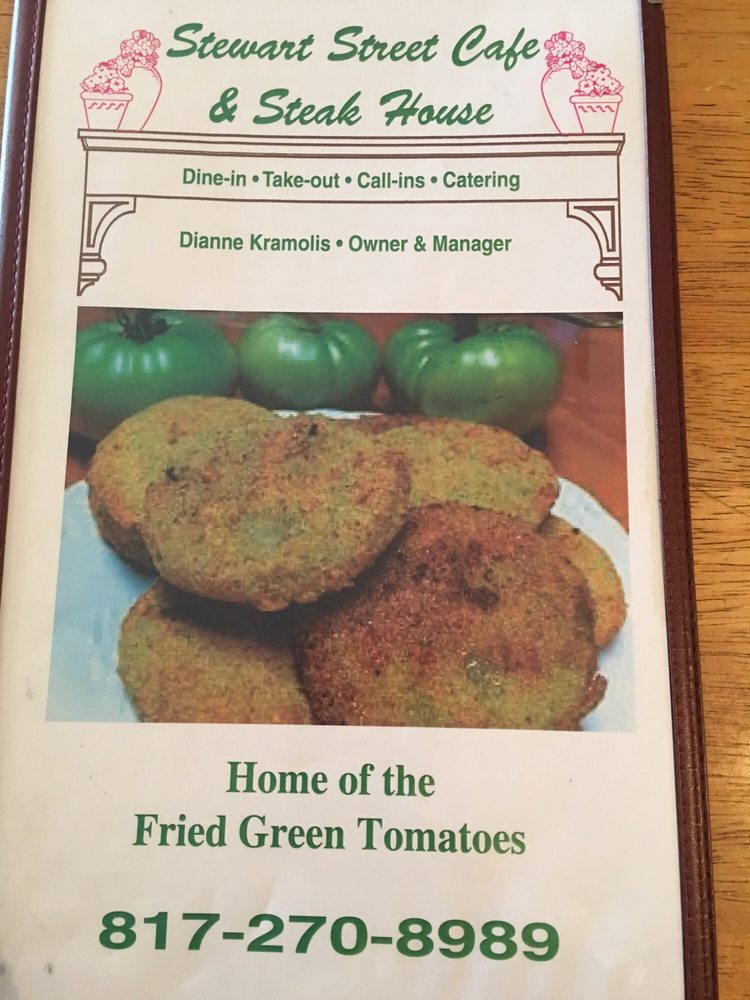 Stewart Street Cafe
& Steak House
Dine-in • Take-out • Call-ins • Catering
Dianne Kramolis • Owner & Manager
Home of the
Fried Green Tomatoes
817-270-8989